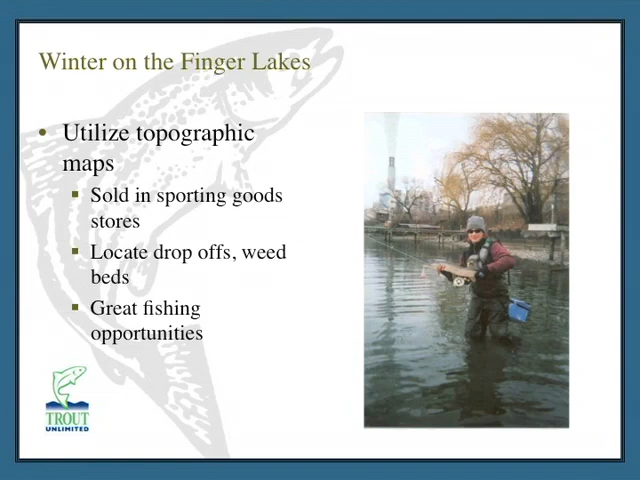 Winter on the Finger Lakes
• Utilize topographic
maps
▪ Sold in sporting goods
stores
▪ Locate drop offs, weed
beds
▪ Great fishing
opportunities
TROUT
UNLIMITED